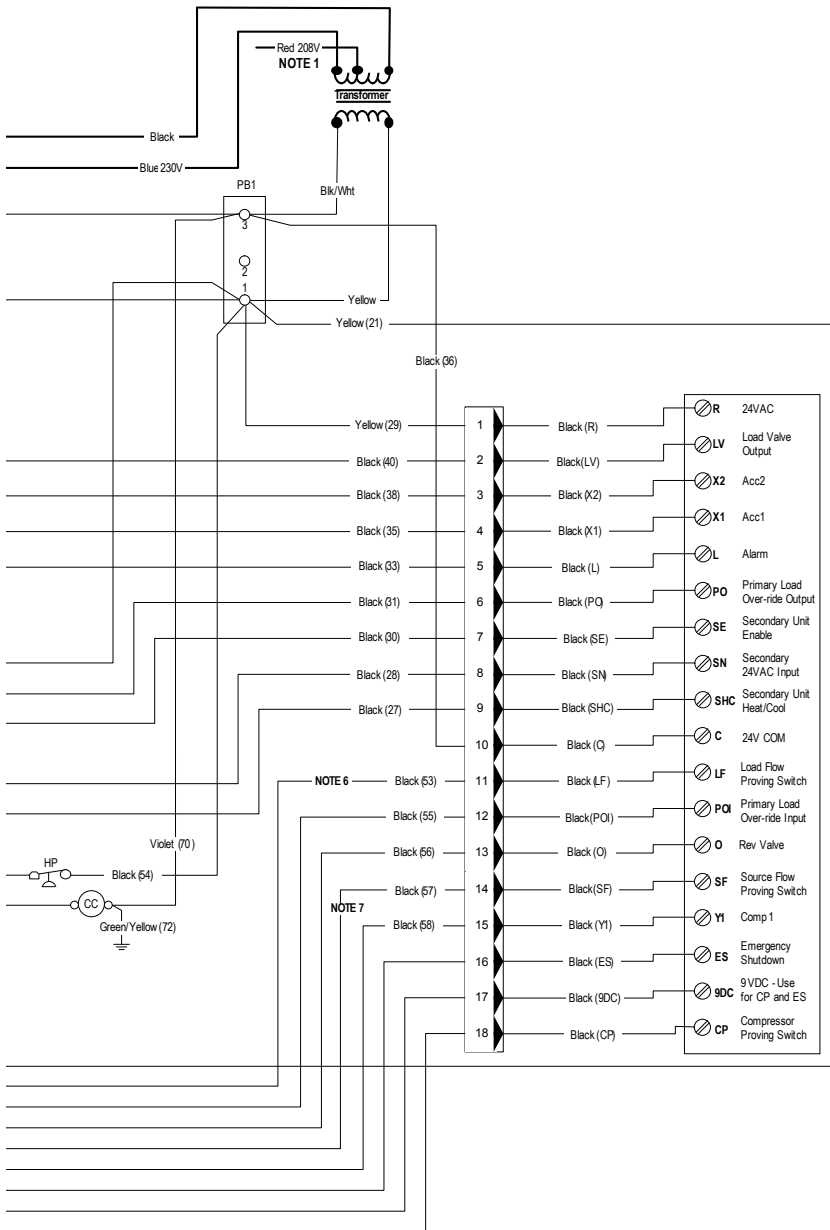 Red 208V
NOTE 1
Transformer
Black
Blue 230V
PB1
Blk/Wht
3
2
1
Yellow
Yellow (21)
Black (36)
Yellow (29)
1
Black (R)
R
24VAC
Black (40)
2
Black (LV)
LV
Load Valve
Output
Black (38)
3
Black (X2)
X2
Acc2
Black (35)
4
Black (X1)
X1
Acc1
Black (33)
5
Black (L)
L
Alarm
Black (31)
6
Black (PO)
PO
Primary Load
Over-ride Output
Black (30)
7
Black (SE)
SE
Secondary Unit
Enable
Black (28)
8
Black (SN)
SN
Secondary
24VAC Input
Black (27)
9
Black (SHC)
SHC
Secondary Unit
Heat/Cool
10
Black (C)
C
24V COM
NOTE 6
Black (53)
11
Black (LF)
LF
Load Flow
Proving Switch
Black (55)
12
Black (POI)
POI
Primary Load
Over-ride Input
Violet (70)
Black (56)
13
Black (O)
O
Rev Valve
HP
Black (54)
Black (57)
14
Black (SF)
SF
Source Flow
Proving Switch
CC
NOTE 7
Green/Yellow (72)
Black (58)
15
Black (Y1)
Y1
Comp 1
16
Black (ES)
ES
Emergency
Shutdown
17
Black (9DC)
9DC
9 VDC - Use
for CP and ES
18
Black (CP)
CP
Compressor
Proving Switch